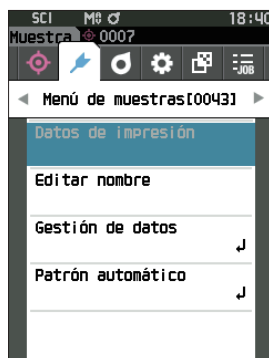 SCI M⁰ 18:40
Muestra 0007
-JOB
Menú de muestras[0043]
Datos de impresión
Editar nombre
Gestión de datos
Patrón automático